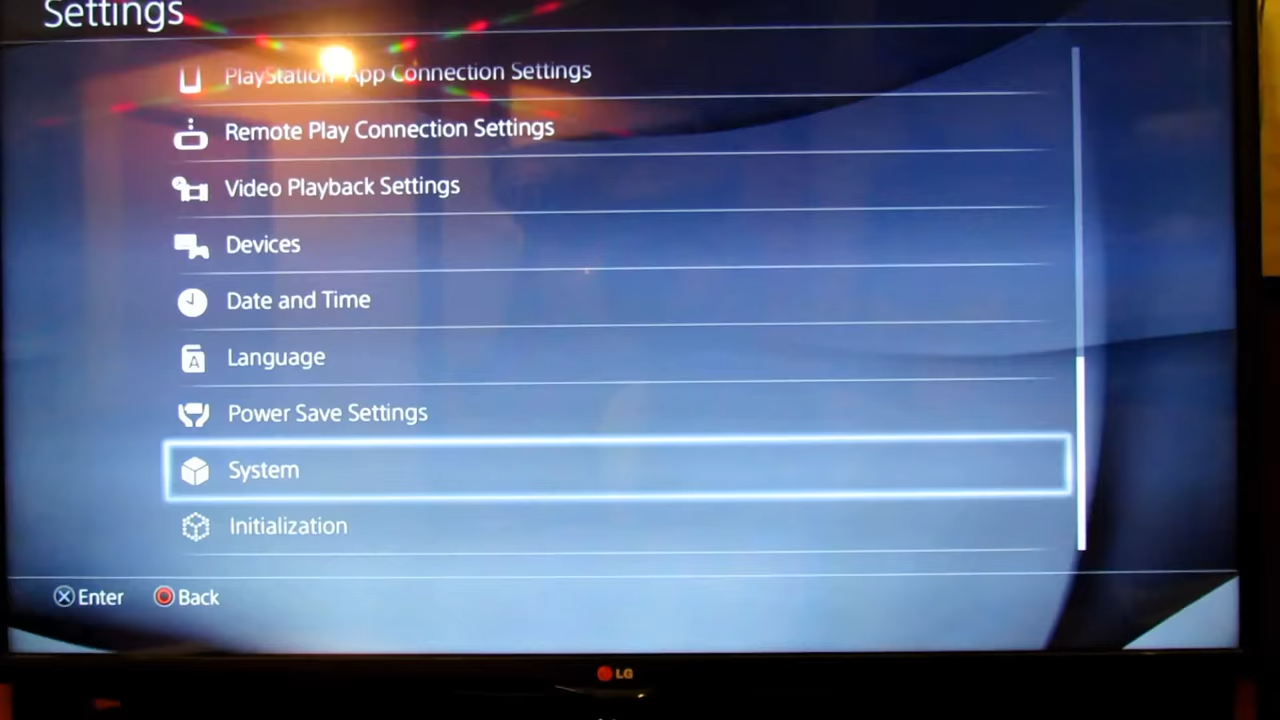 Settings
PlayStation App Connection Settings
Remote Play Connection Settings
Video Playback Settings
Devices
Date and Time
A Language
Power Save Settings
System
Initialization
Enter Back
LG